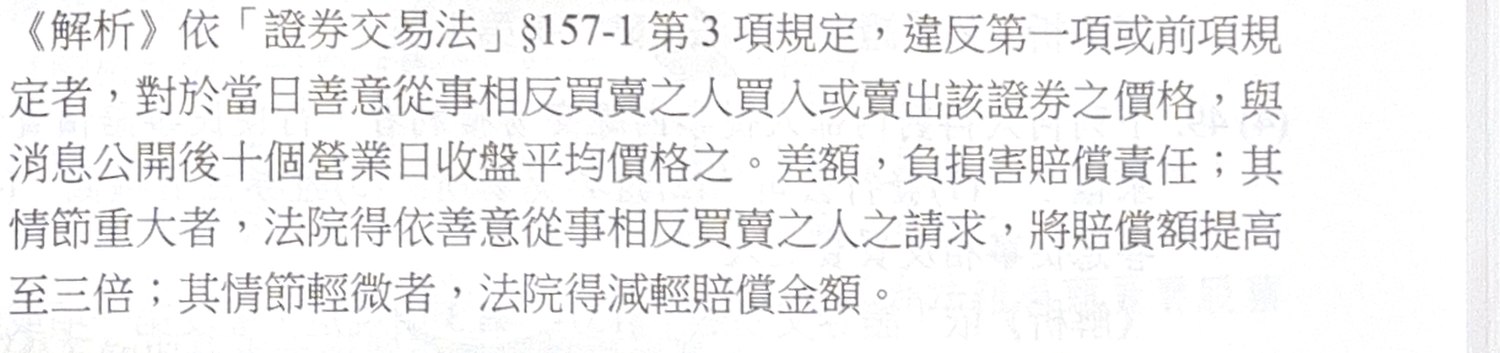 《解析》依「證券交易法」§157-1 第 3 項規定，違反第一項或前項規
定者，對於當日善意從事相反買賣之人買入或賣出該證券之價格，與
消息公開後十個營業日收盤平均價格之。差額，負損害賠償責任；其
情節重大者，法院得依善意從事相反買賣之人之請求，將賠償額提高
至三倍；其情節輕微者，法院得減輕賠償金額。